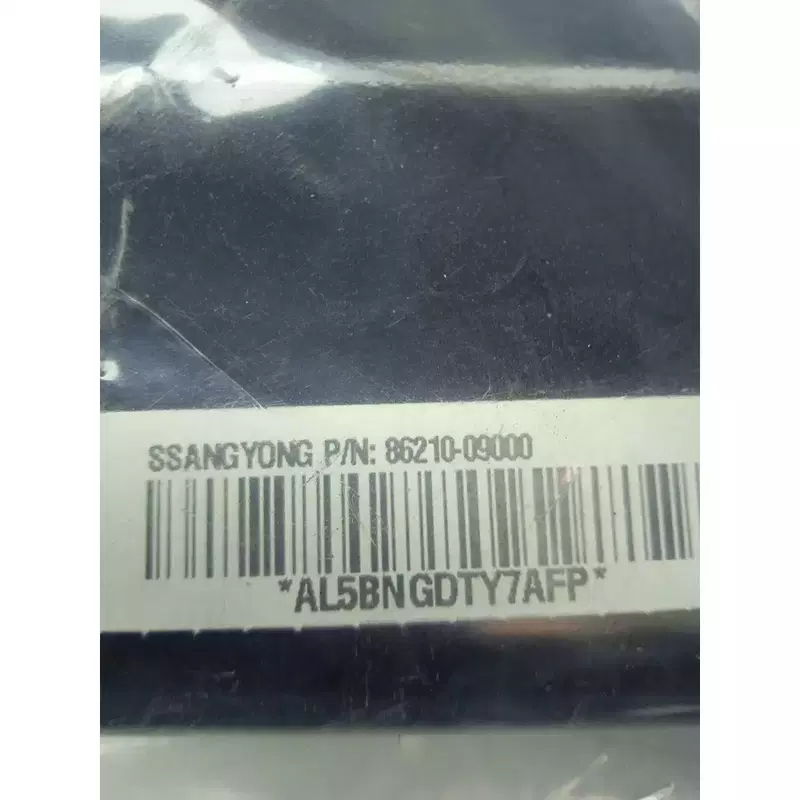 SSANGYONG P/N: 86210-09000
*AL5BNGDTY7AFP*